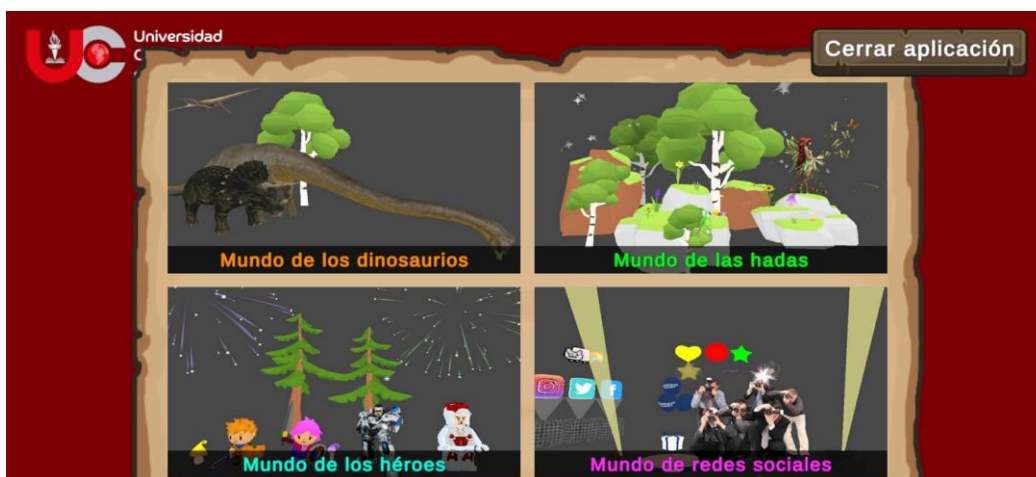 UC
Universidad
Cerrar aplicación
Mundo de los dinosaurios
Mundo de las hadas
Mundo de los héroes
Mundo de redes sociales